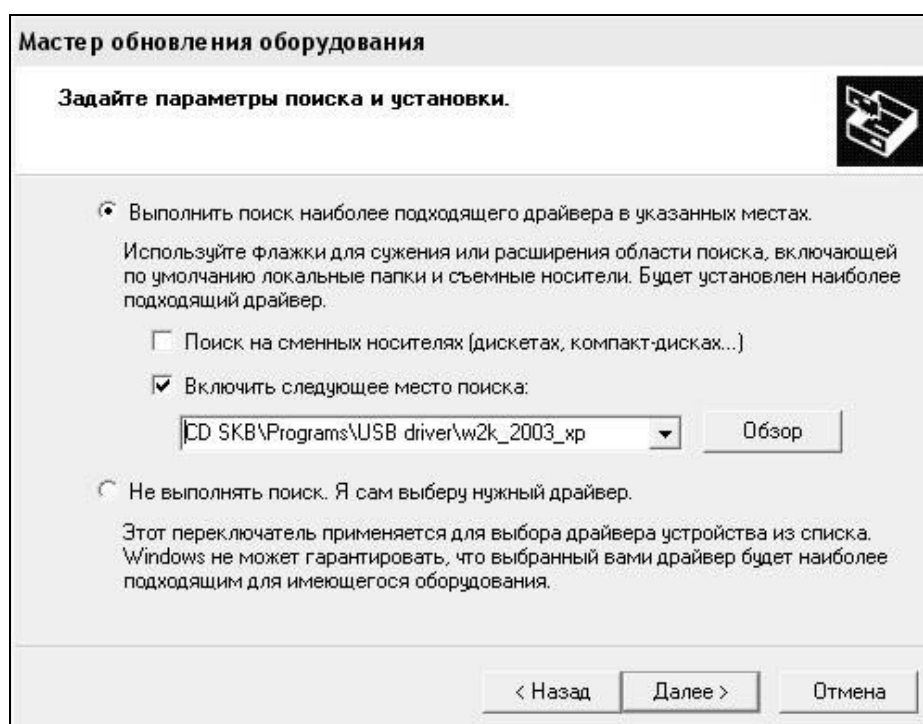 Мастер обновления оборудования
Задайте параметры поиска и установки.
Выполнить поиск наиболее подходящего драйвера в указанных местах.
Используйте флажки для сужения или расширения области поиска, включающей
по умолчанию локальные папки и съемные носители. Будет установлен наиболее
подходящий драйвер.
Поиск на сменных носителях (дискетах, компакт-дисках...)
Включить следующее место поиска:
CD SKB\Programs\USB driver\w2k_2003_xp
Обзор
Не выполнять поиск. Я сам выберу нужный драйвер.
Этот переключатель применяется для выбора драйвера устройства из списка.
Windows не может гарантировать, что выбранный вами драйвер будет наиболее
подходящим для имеющегося оборудования.
< Назад
Далее >
Отмена